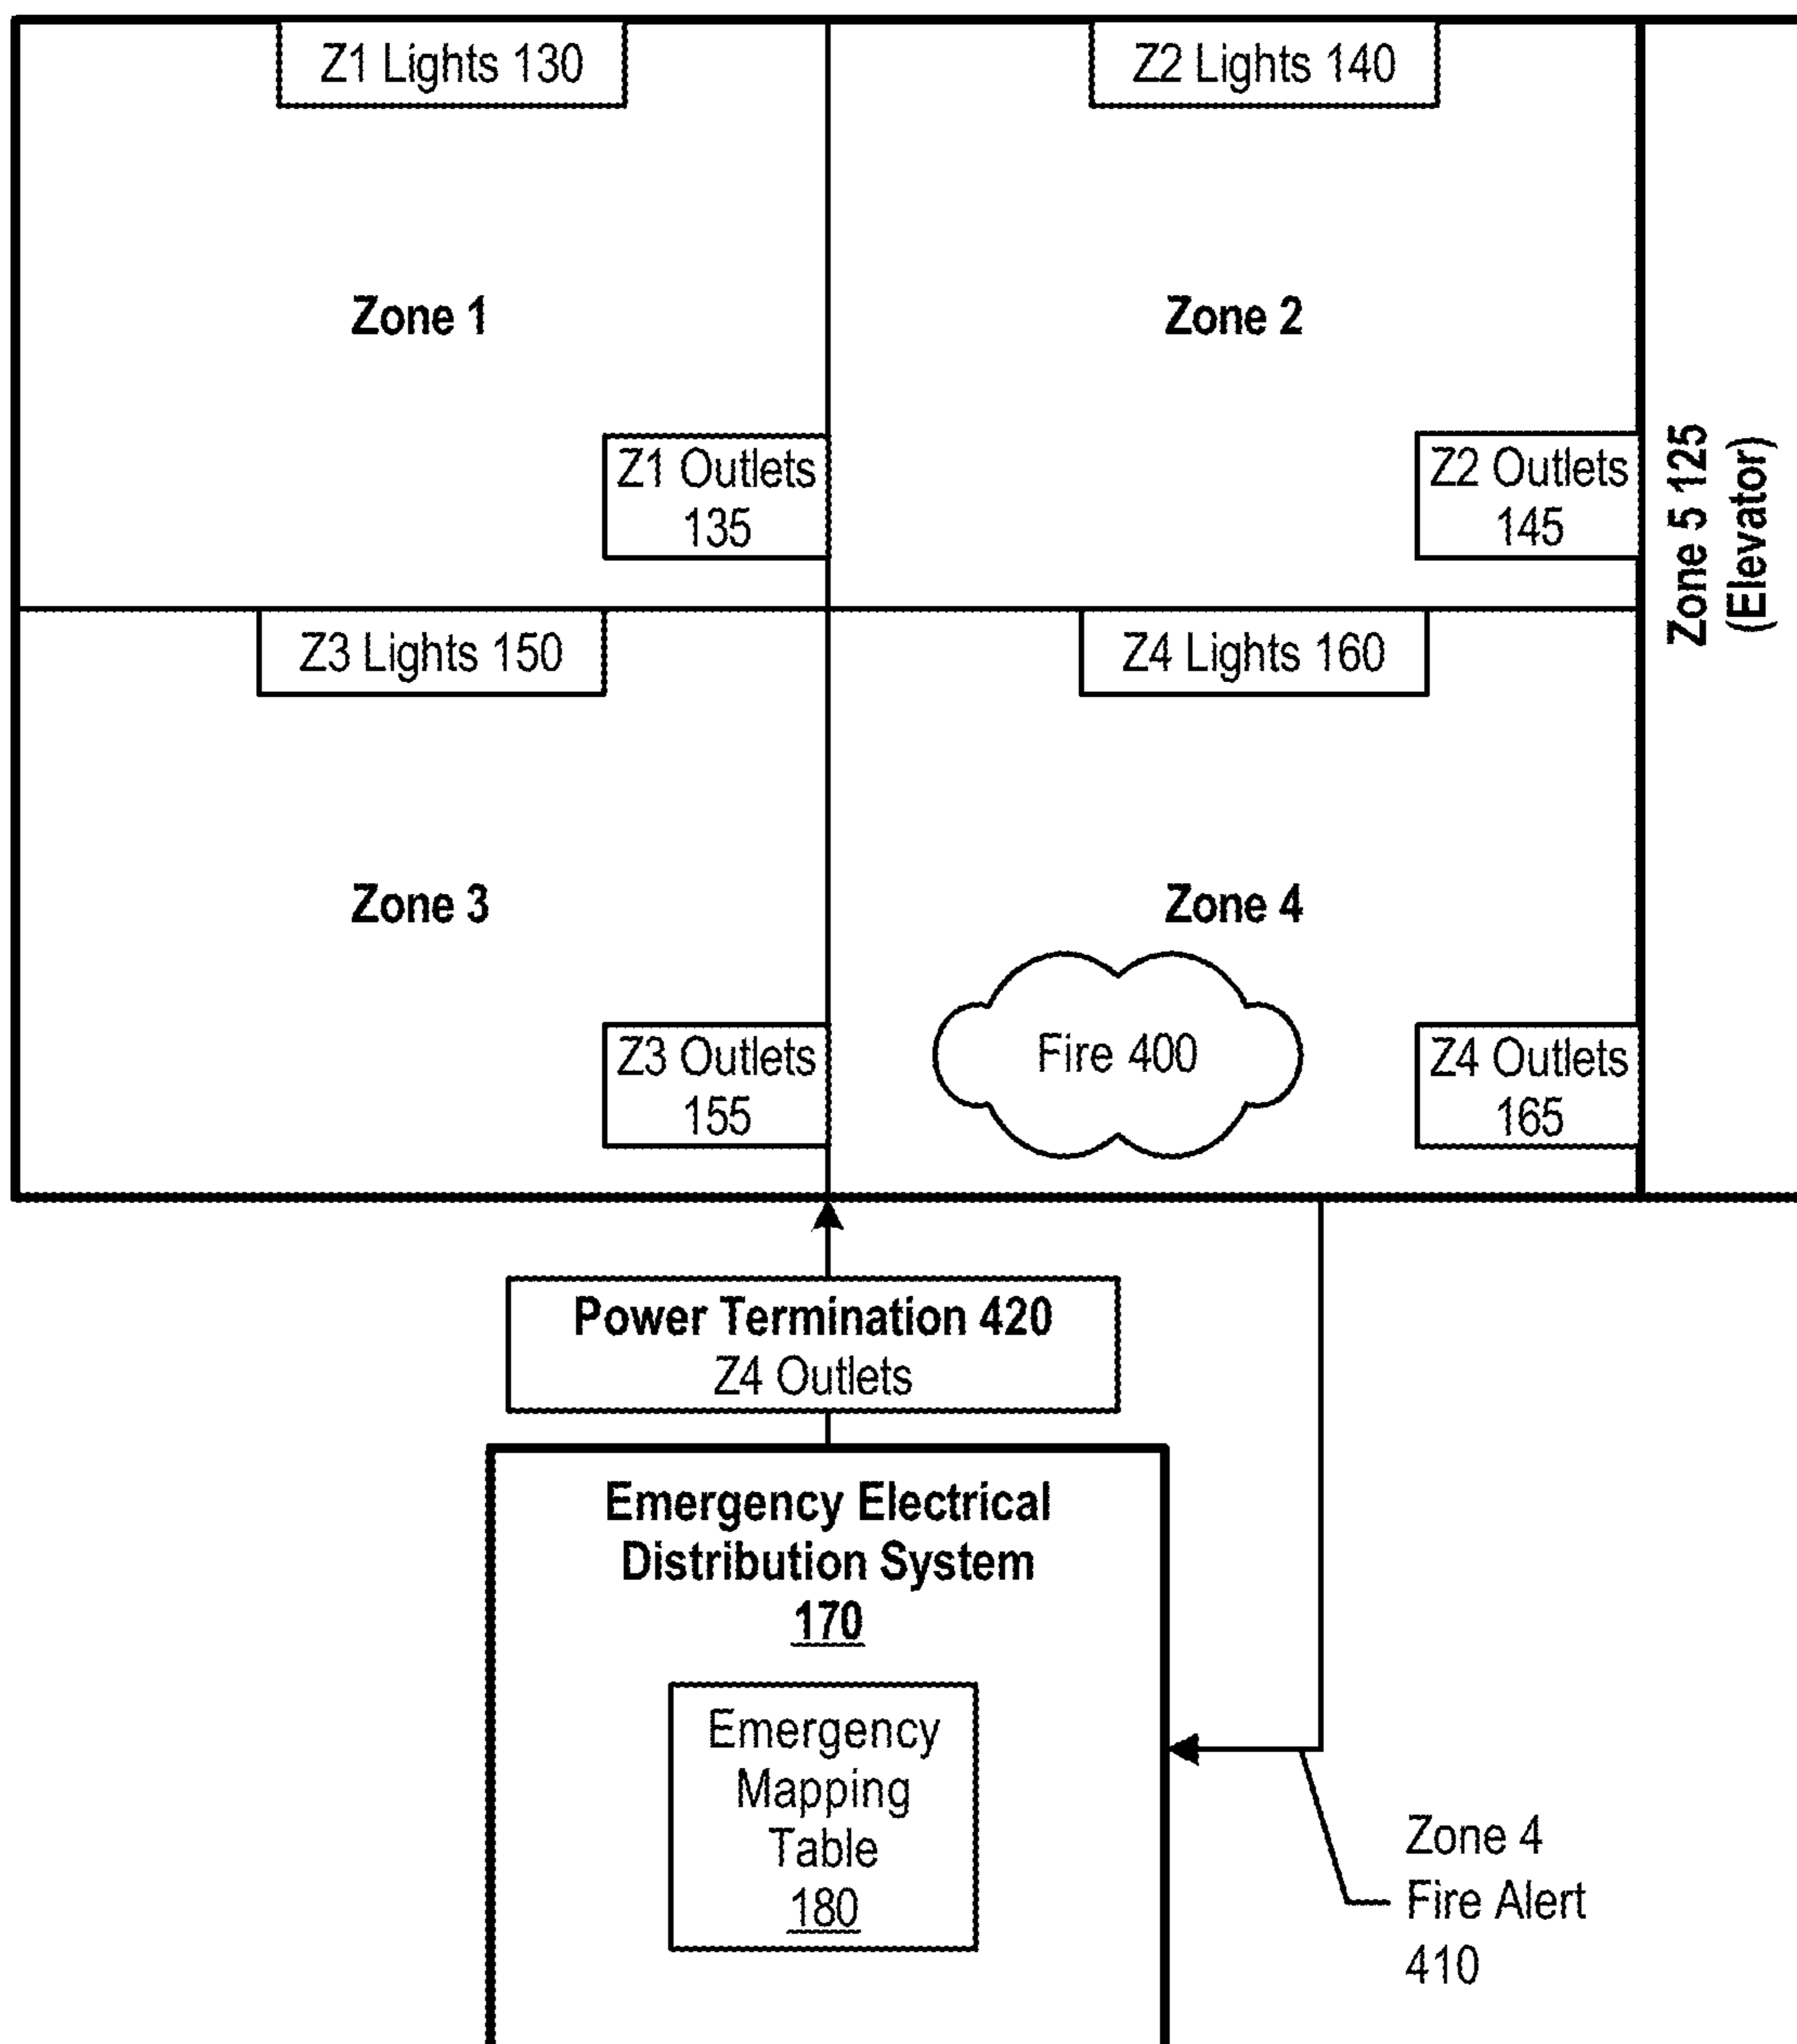 Z1 Lights 130
Z2 Lights 140
Zone 1
Zone 2
Z1 Outlets
135
Z2 Outlets
145
Zone 5 125
(Elevator)
Z3 Lights 150
Z4 Lights 160
Zone 3
Zone 4
Z3 Outlets
155
Fire 400
Z4 Outlets
165
Power Termination 420
Z4 Outlets
Emergency Electrical
Distribution System
170
Emergency
Mapping
Table
180
Zone 4
Fire Alert
410